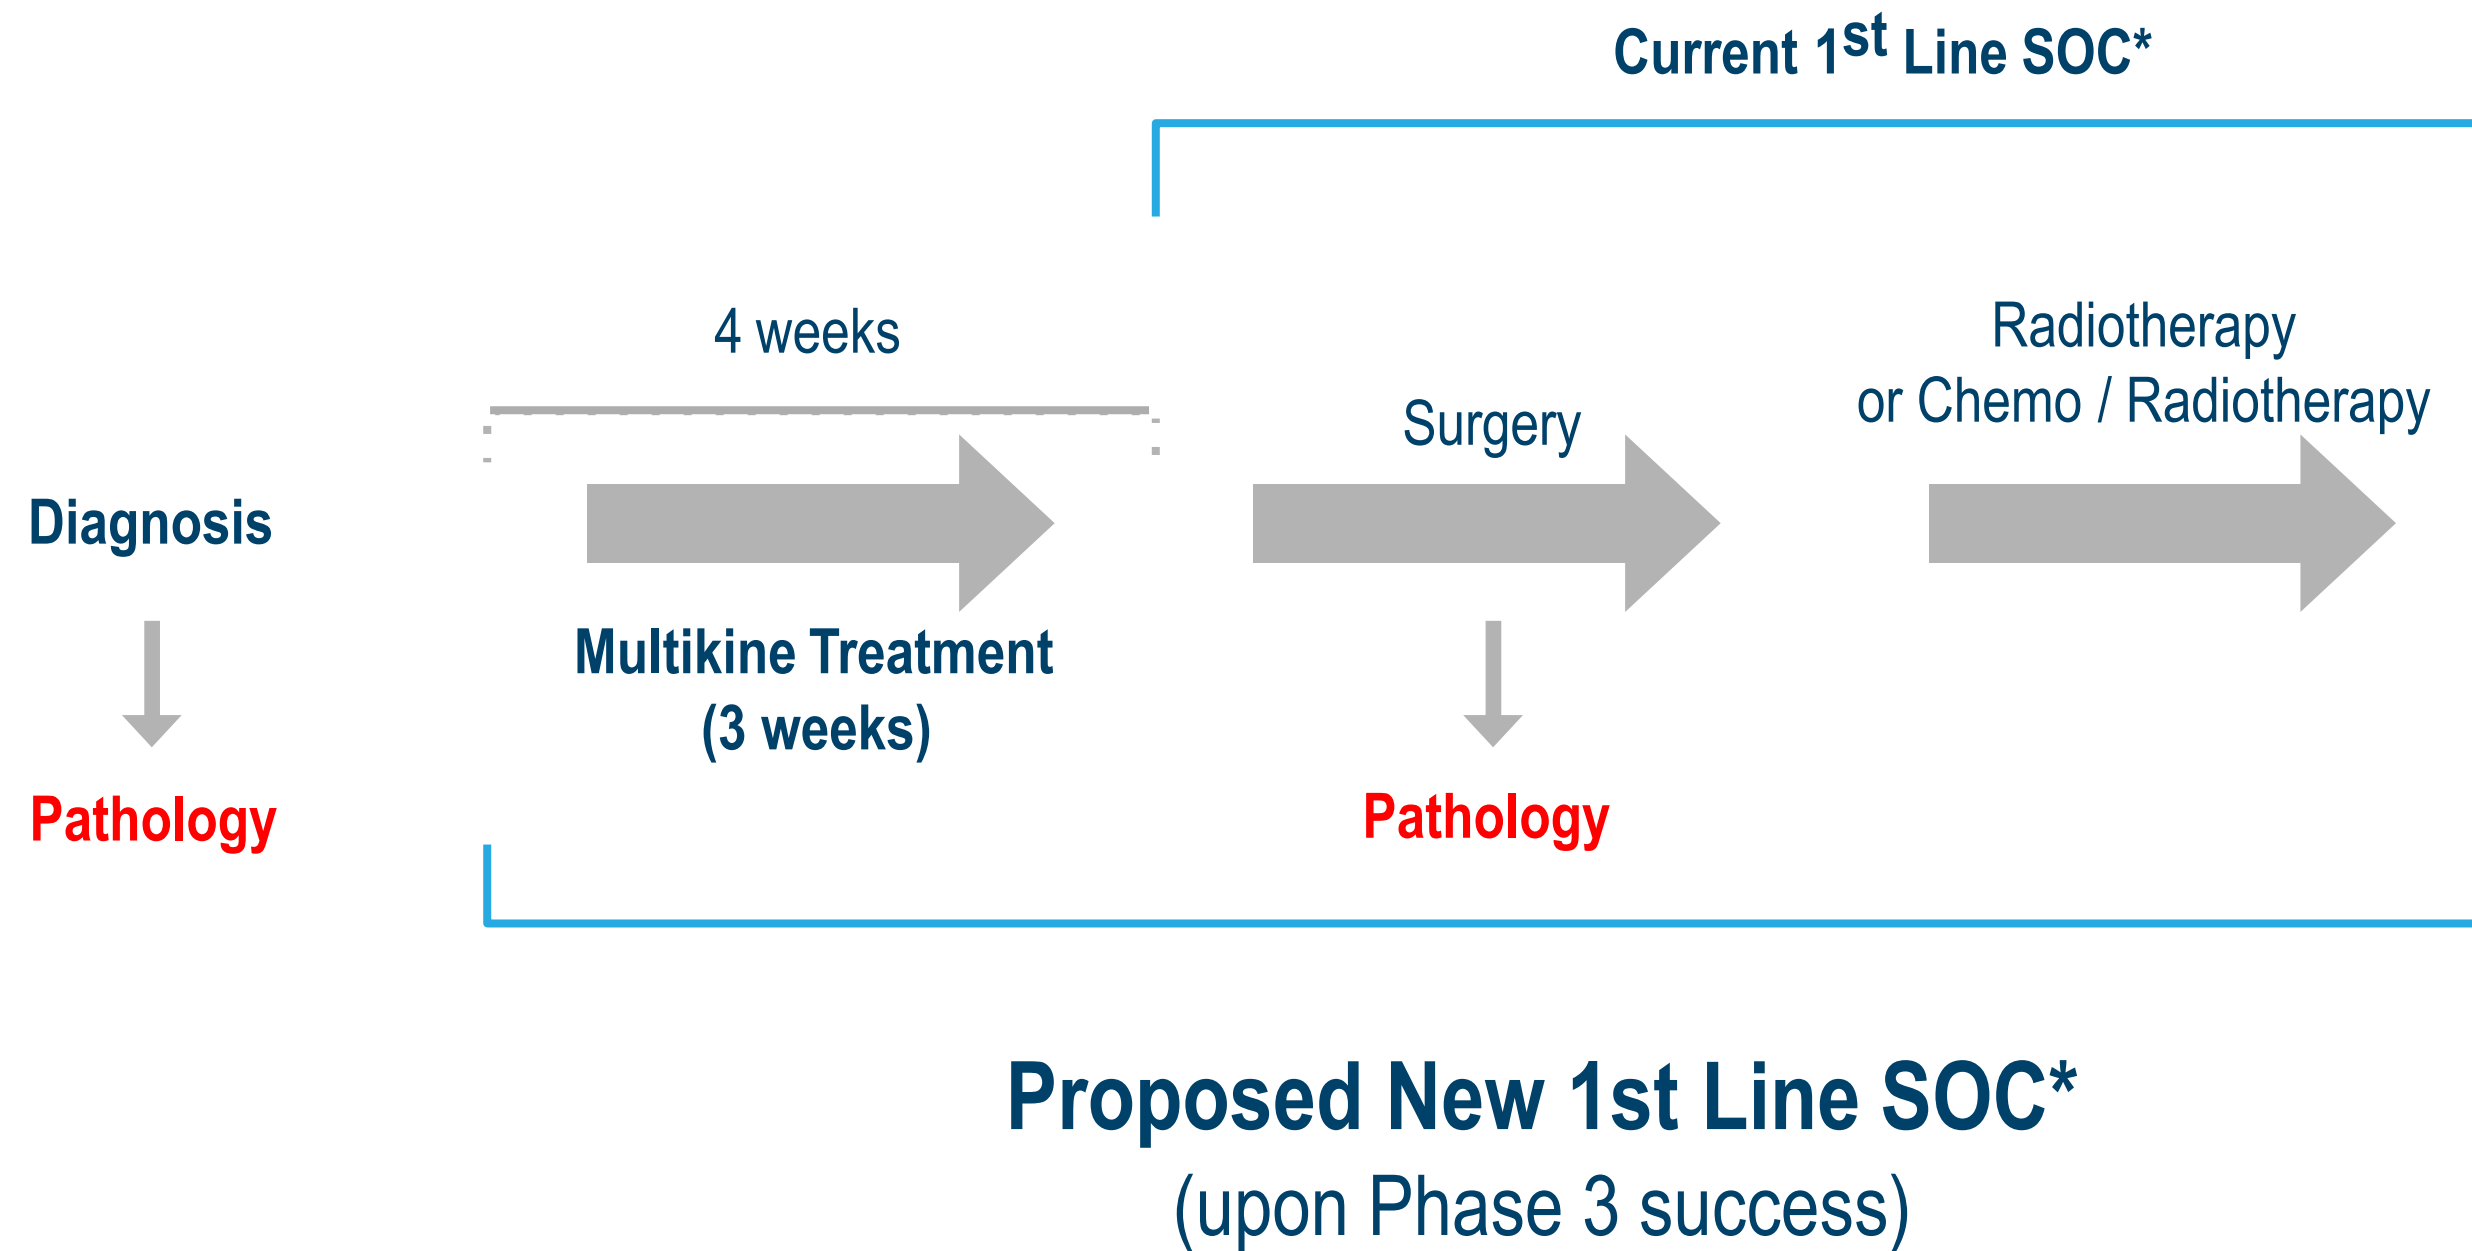 Current 1st Line SOC*
4 weeks
Radiotherapy
or Chemo / Radiotherapy
Surgery
Diagnosis
Multikine Treatment
(3 weeks)
Pathology
Pathology
Proposed New 1st Line SOC*
(upon Phase 3 success)